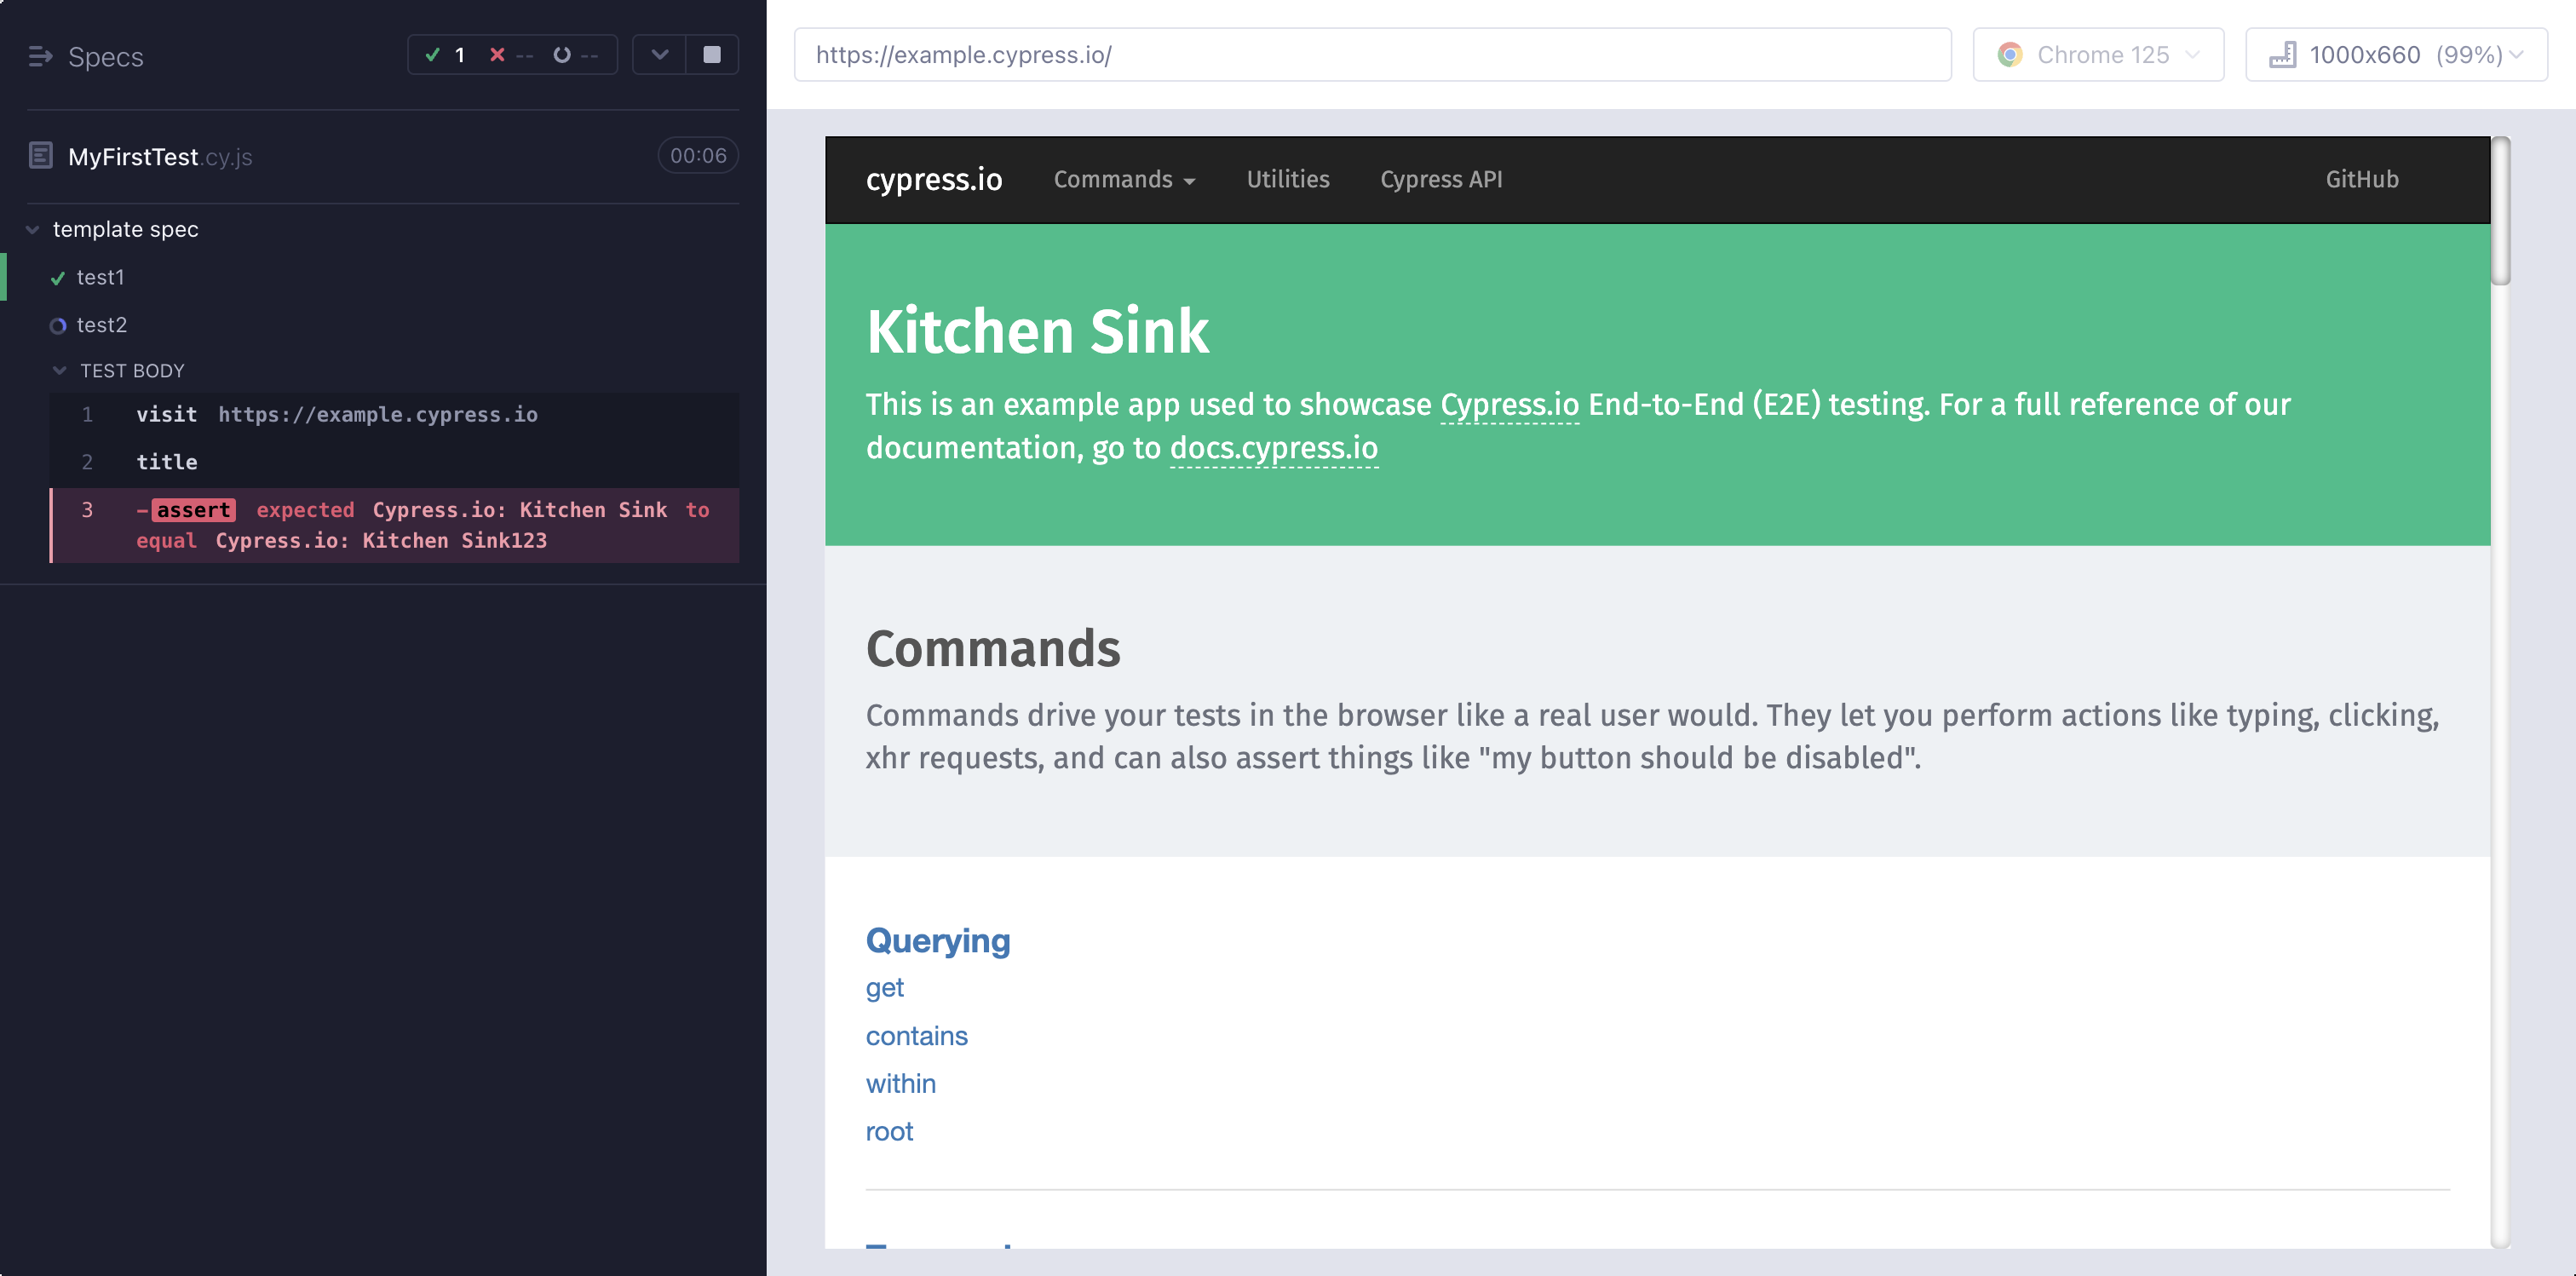 Specs
1 -- --
MyFirstTest.cy.js 00:06
template spec
test1
test2
TEST BODY
1 visit https://example.cypress.io
2 title
3 -assert expected Cypress.io: Kitchen Sink to
equal Cypress.io: Kitchen Sink123
https://example.cypress.io/
Chrome 125
1000x660 (99%)
cypress.io Commands Utilities Cypress API GitHub
Kitchen Sink
This is an example app used to showcase Cypress.io End-to-End (E2E) testing. For a full reference of our
documentation, go to docs.cypress.io
Commands
Commands drive your tests in the browser like a real user would. They let you perform actions like typing, clicking,
xhr requests, and can also assert things like "my button should be disabled".
Querying
get
contains
within
root